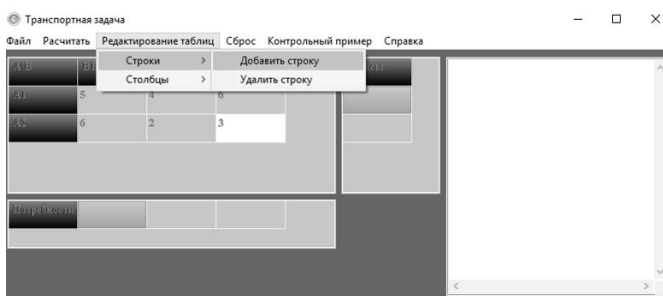 Транспортная задача
Файл Расчитать Редактирование таблиц Сброс Контрольный пример Справка
Строки > Добавить строку
Столбцы > Удалить строку
A\B B1
A1 5 4 6
A2 6 2 3
Потребности